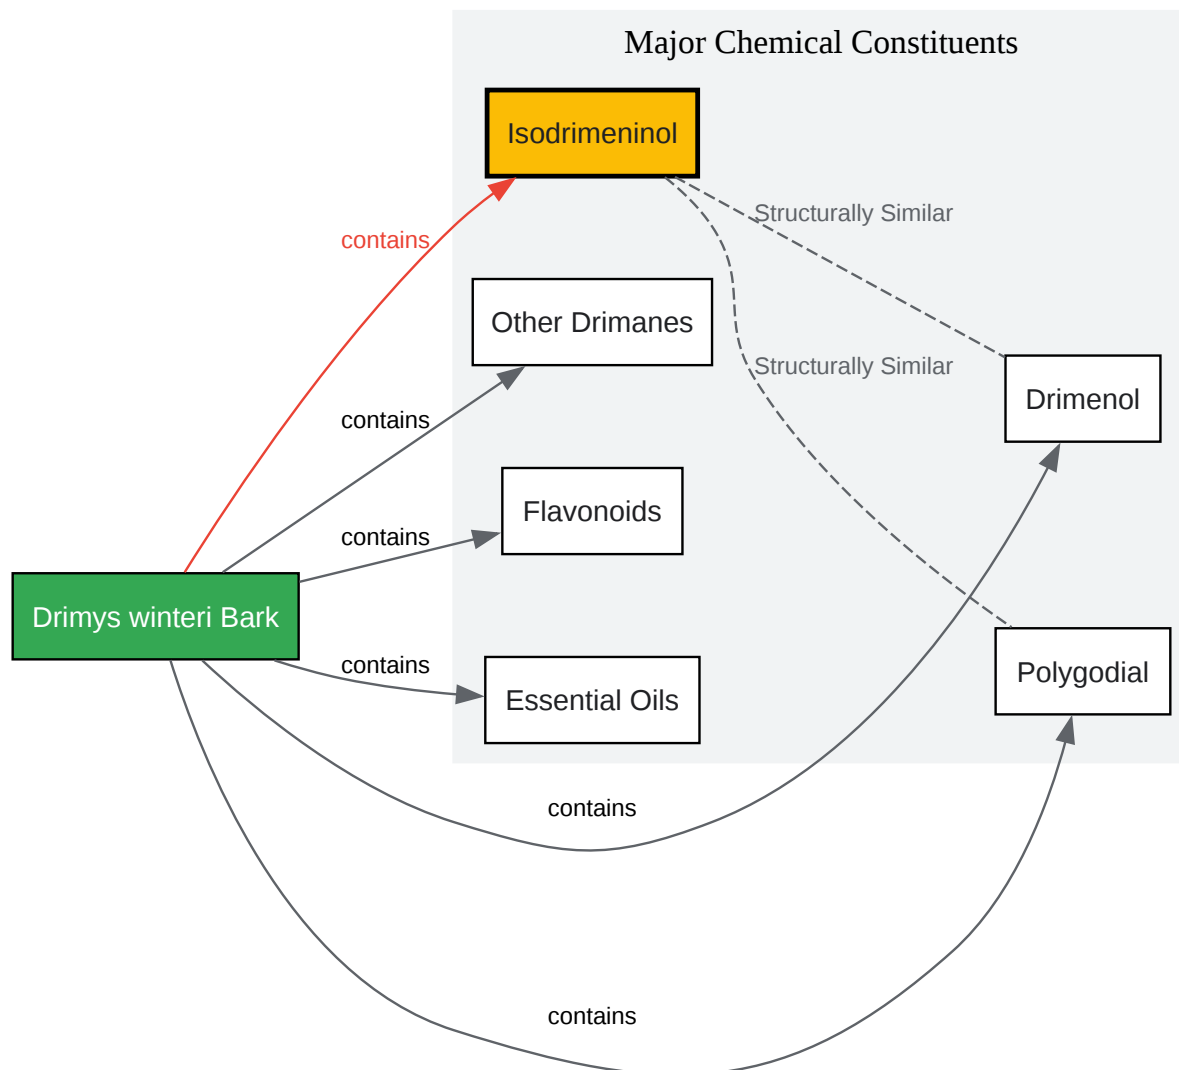 Major Chemical Constituents
Isodrimeninol
Structurally Similar
contains
Other Drimanes
Structurally Similar
Drimenol
contains
Flavonoids
contains
Drimys winteri Bark
contains
Essential Oils
Polygodial
contains
contains